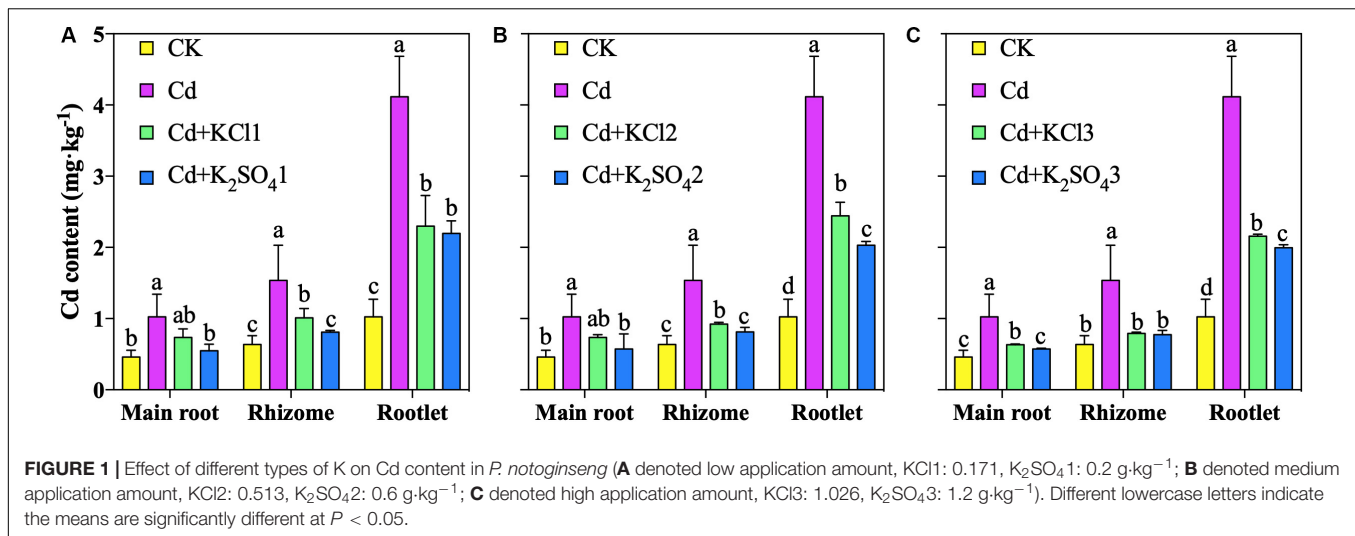 A
5
4
3
2
1
0
Cd content (mg·kg⁻¹)
CK
Cd
Cd+KCl1
Cd+K₂SO₄1
b
a
ab
b
c
a
b
c
c
a
b
b
Main root
Rhizome
Rootlet
B
CK
Cd
Cd+KCl2
Cd+K₂SO₄2
b
a
ab
b
c
a
b
c
d
a
b
c
Main root
Rhizome
Rootlet
C
CK
Cd
Cd+KCl3
Cd+K₂SO₄3
c
a
b
c
b
a
b
b
d
a
b
c
Main root
Rhizome
Rootlet
FIGURE 1 | Effect of different types of K on Cd content in P. notoginseng (A denoted low application amount, KCl1: 0.171, K₂SO₄1: 0.2 g·kg⁻¹; B denoted medium
application amount, KCl2: 0.513, K₂SO₄2: 0.6 g·kg⁻¹; C denoted high application amount, KCl3: 1.026, K₂SO₄3: 1.2 g·kg⁻¹). Different lowercase letters indicate
the means are significantly different at P < 0.05.